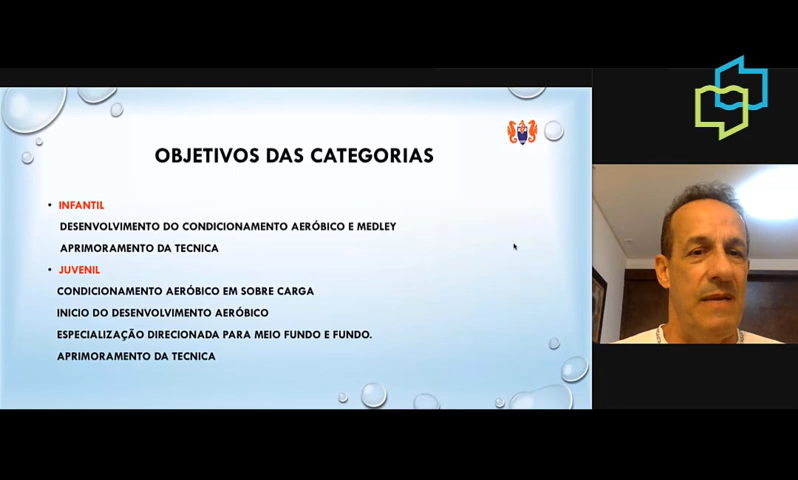 OBJETIVOS DAS CATEGORIAS
• INFANTIL
DESENVOLVIMENTO DO CONDICIONAMENTO AERÓBICO E MEDLEY
APRIMORAMENTO DA TECNICA
• JUVENIL
CONDICIONAMENTO AERÓBICO EM SOBRE CARGA
INICIO DO DESENVOLVIMENTO AERÓBICO
ESPECIALIZAÇÃO DIRECIONADA PARA MEIO FUNDO E FUNDO.
APRIMORAMENTO DA TECNICA